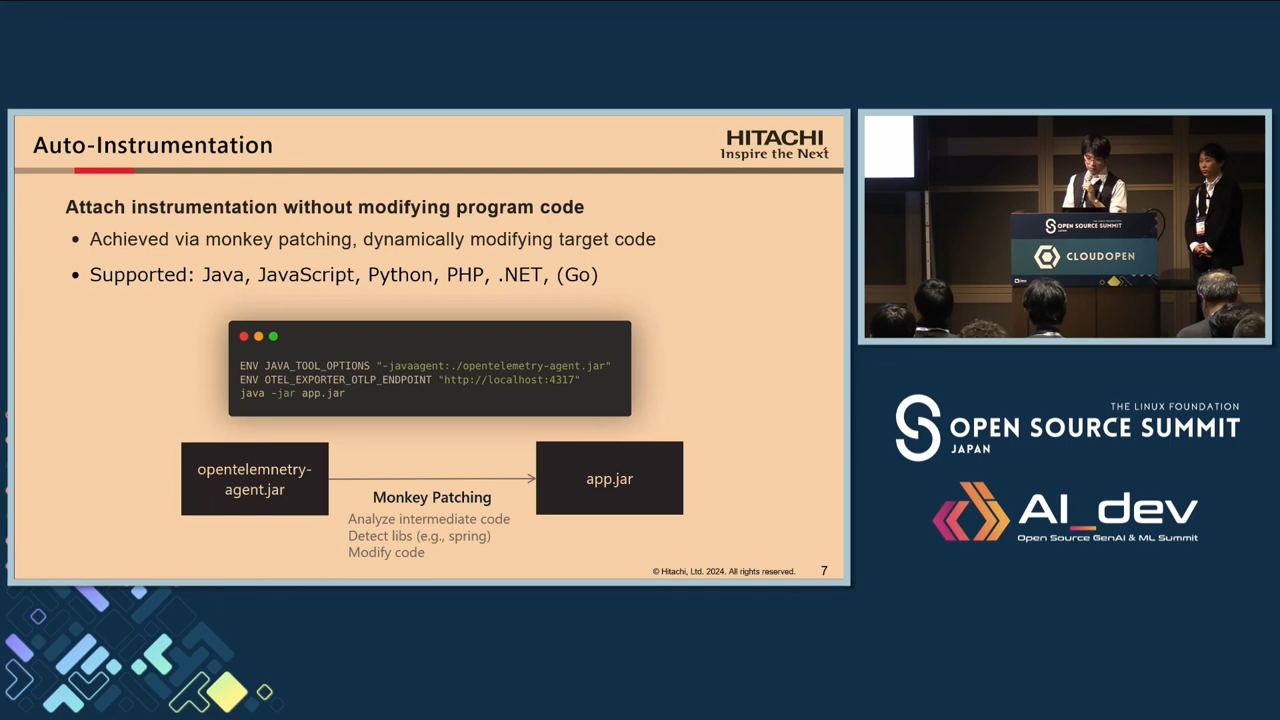 Auto-Instrumentation
HITACHI
Inspire the Next
Attach instrumentation without modifying program code
• Achieved via monkey patching, dynamically modifying target code
• Supported: Java, JavaScript, Python, PHP, .NET, (Go)
ENV JAVA_TOOL_OPTIONS "-javaagent:./opentelemetry-agent.jar"
ENV OTEL_EXPORTER_OTLP_ENDPOINT "http://localhost:4317"
java -jar app.jar
opentelemnetry-
agent.jar
Monkey Patching
Analyze intermediate code
Detect libs (e.g., spring)
Modify code
app.jar
© Hitachi, Ltd. 2024. All rights reserved.
7
OPEN SOURCE SUMMIT
CLOUDOPEN
THE LINUX FOUNDATION
OPEN SOURCE SUMMIT
JAPAN
AI_dev
Open Source GenAI & ML Summit